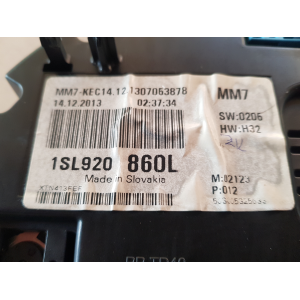 MM7-KEC14.12 1307063878
14.12.2013 02:37:34
MM7
SW:0206
HW:H32
1SL920 860L
Made in Slovakia
M:02123
P:012